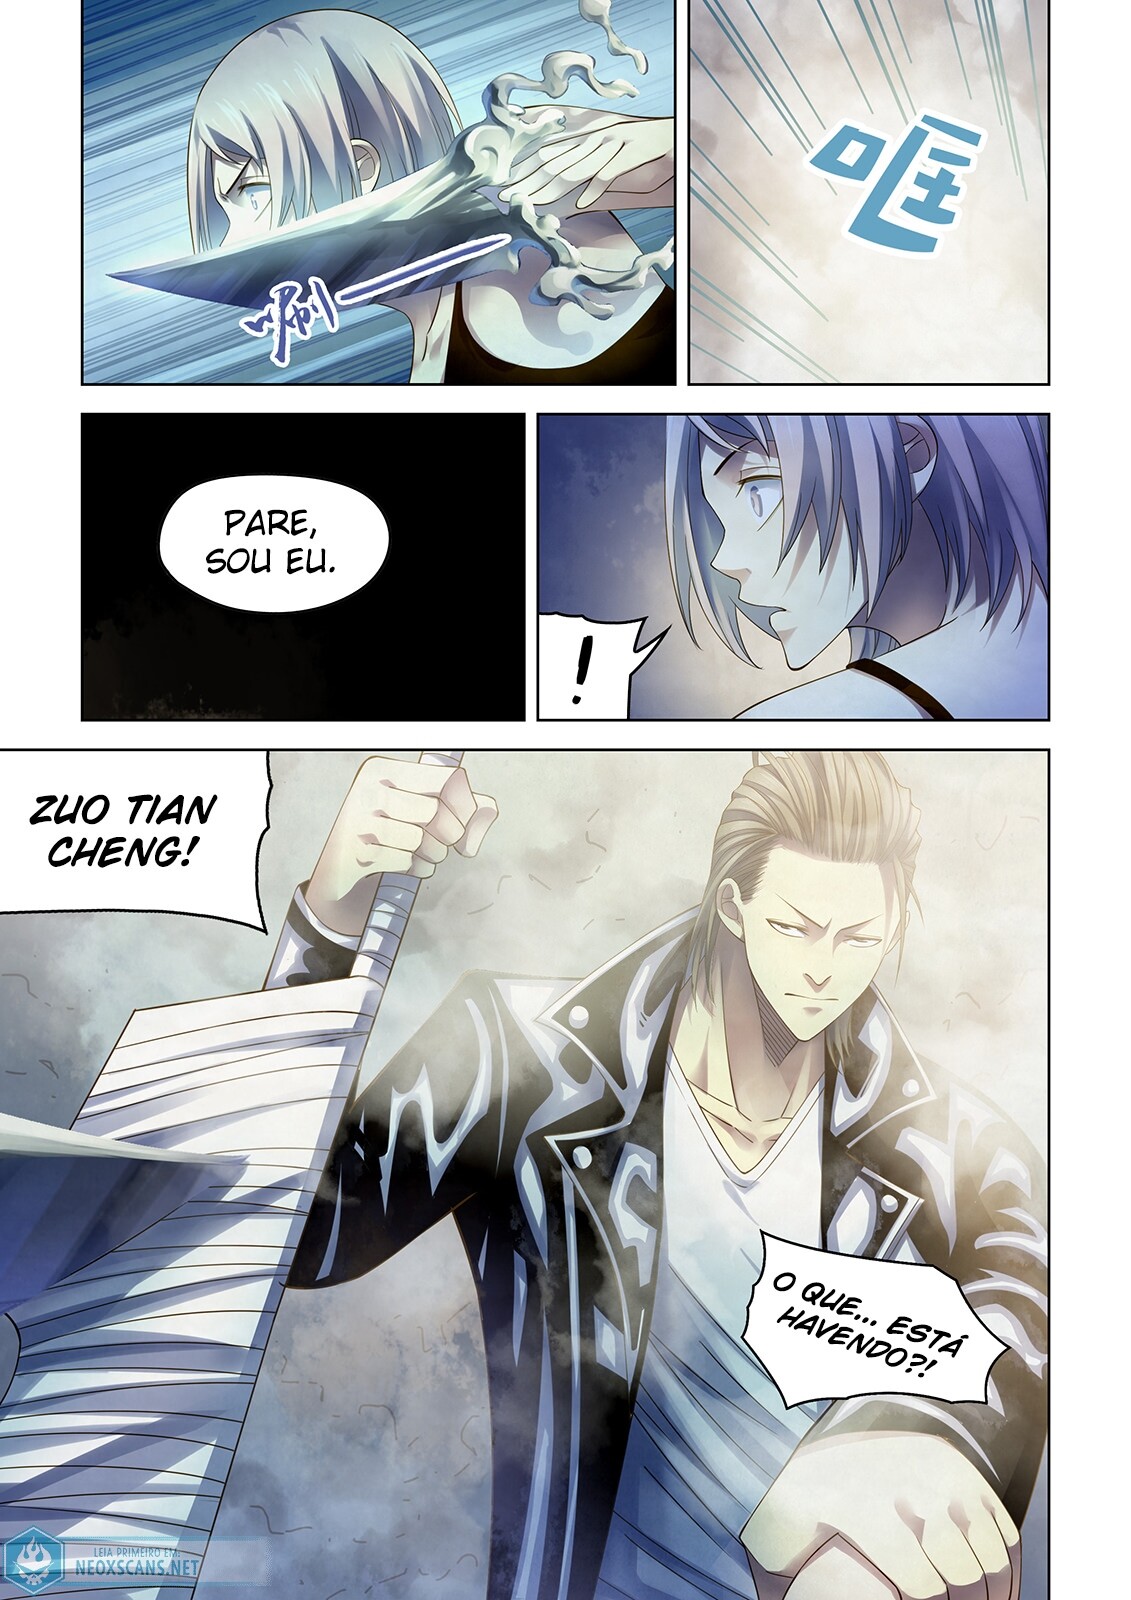 唰
哐
PARE,
SOU EU.
!
ZUO TIAN
CHENG!
O QUE... ESTÁ
HAVENDO?!
LEIA PRIMEIRO EM:
NEOXSCANS.NET